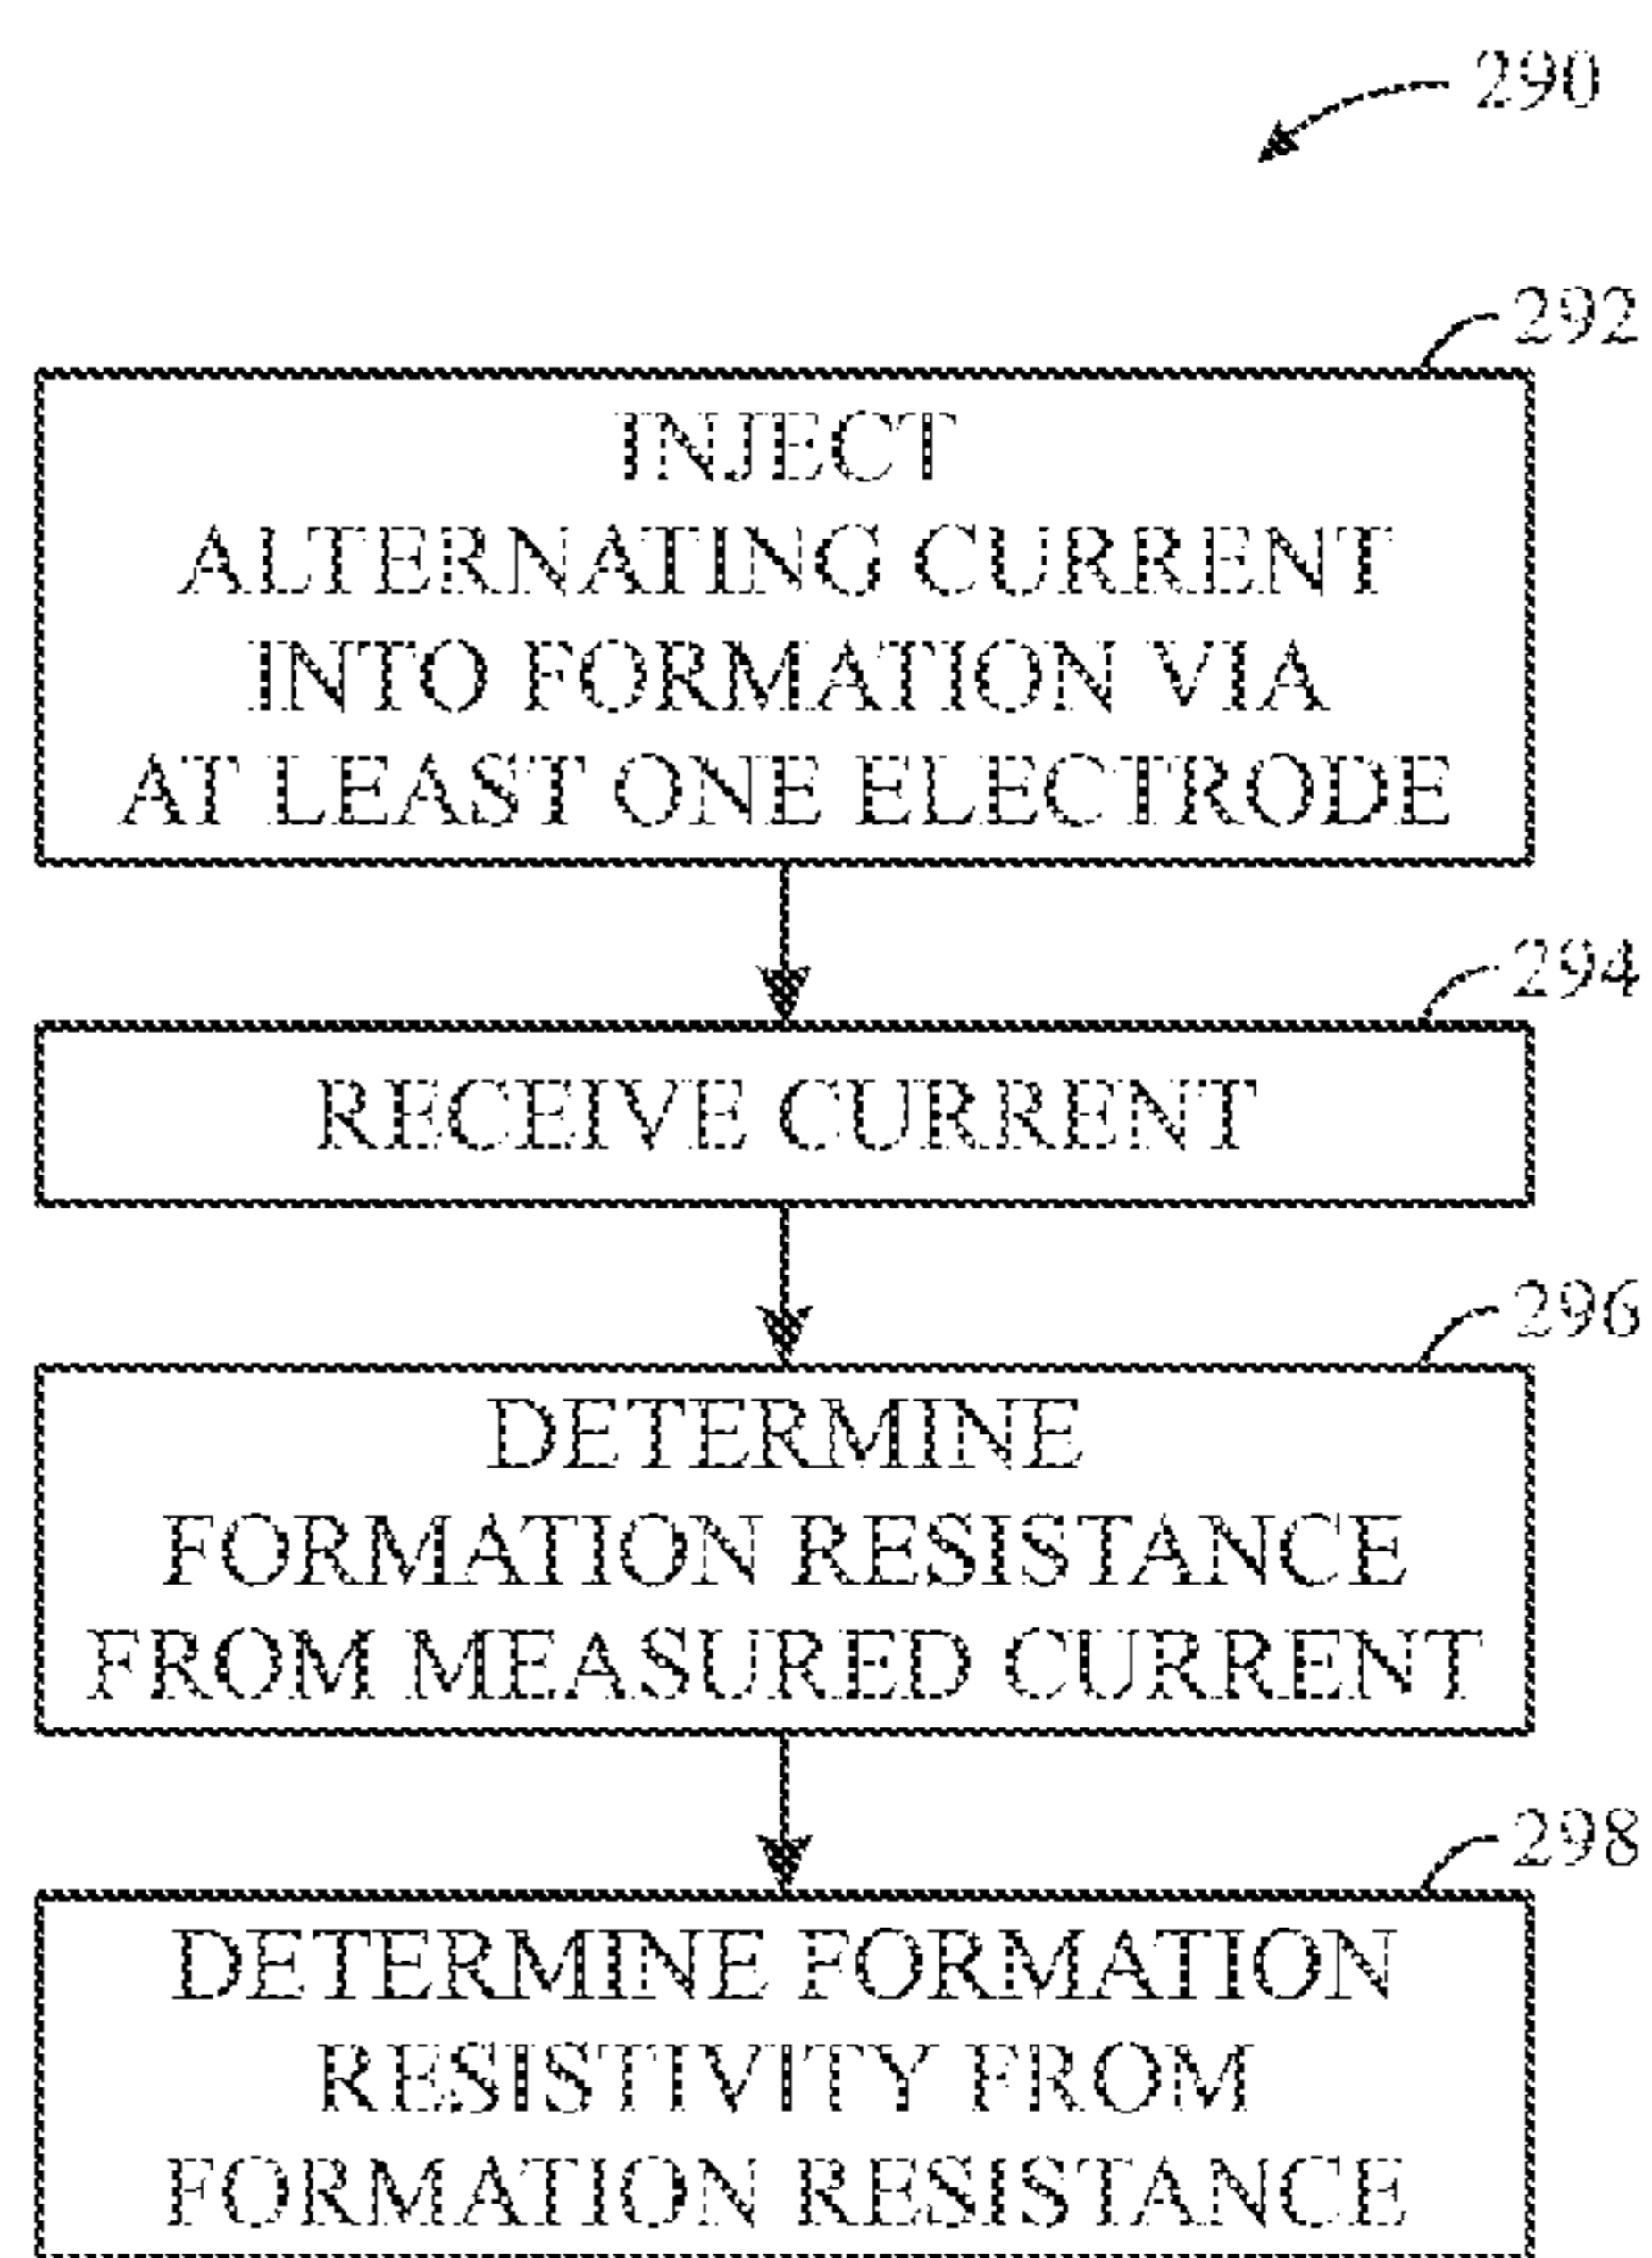 290
292
INJECT
ALTERNATING CURRENT
INTO FORMATION VIA
AT LEAST ONE ELECTRODE
294
RECEIVE CURRENT
296
DETERMINE
FORMATION RESISTANCE
FROM MEASURED CURRENT
298
DETERMINE FORMATION
RESISTIVITY FROM
FORMATION RESISTANCE